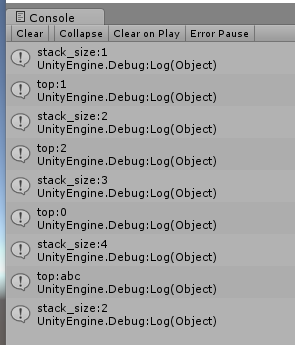 Console
Clear Collapse Clear on Play Error Pause
stack_size:1
UnityEngine.Debug:Log(Object)
top:1
UnityEngine.Debug:Log(Object)
stack_size:2
UnityEngine.Debug:Log(Object)
top:2
UnityEngine.Debug:Log(Object)
stack_size:3
UnityEngine.Debug:Log(Object)
top:0
UnityEngine.Debug:Log(Object)
stack_size:4
UnityEngine.Debug:Log(Object)
top:abc
UnityEngine.Debug:Log(Object)
stack_size:2
UnityEngine.Debug:Log(Object)